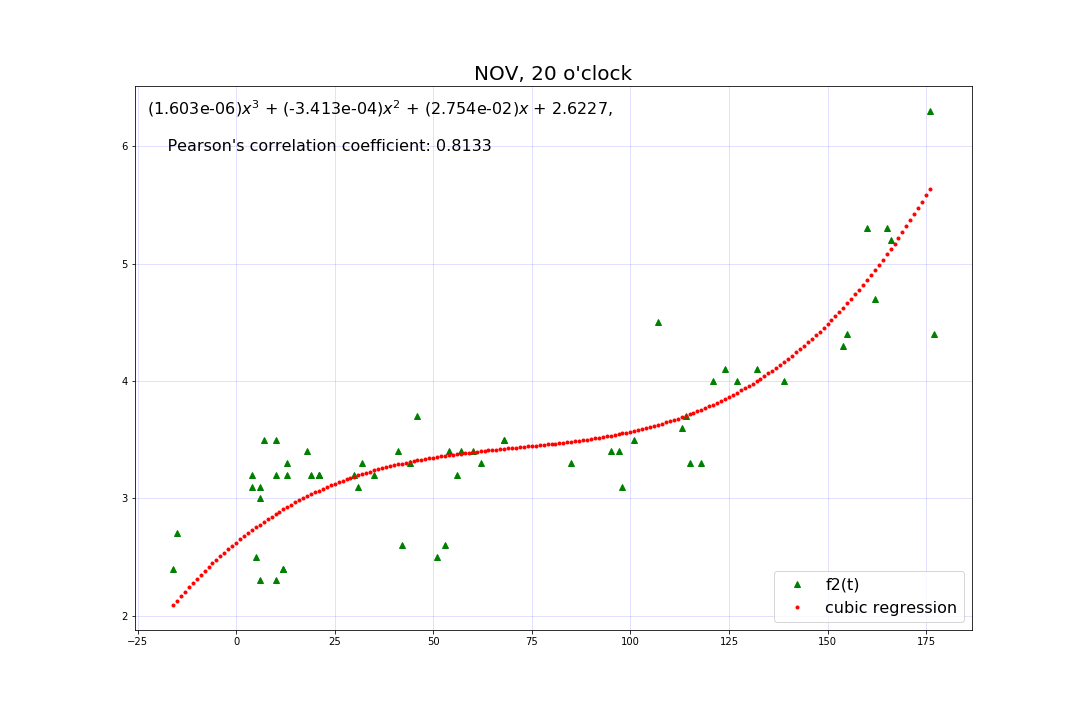 NOV, 20 o'clock
(1.603e-06)x³ + (-3.413e-04)x² + (2.754e-02)x + 2.6227,
Pearson's correlation coefficient: 0.8133
6
5
4
3
2
f2(t)
cubic regression
−25 0 25 50 75 100 125 150 175